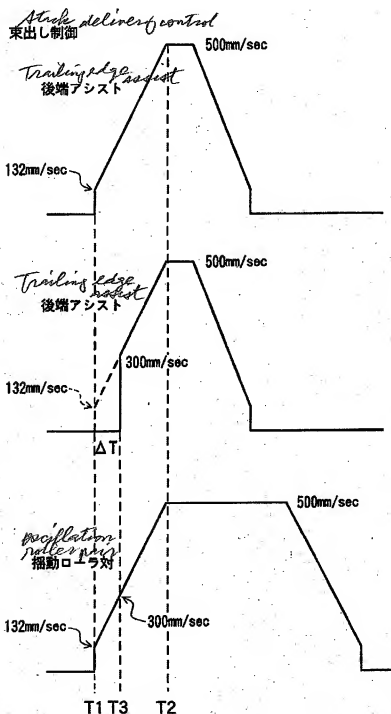 Stack delivery control
束出し制御
Trailing edge assist
後端アシスト
500mm/sec
132mm/sec
Trailing edge assist
後端アシスト
500mm/sec
300mm/sec
132mm/sec
ΔT
oscillation roller pair
揺動ローラ対
500mm/sec
300mm/sec
132mm/sec
T1 T3 T2